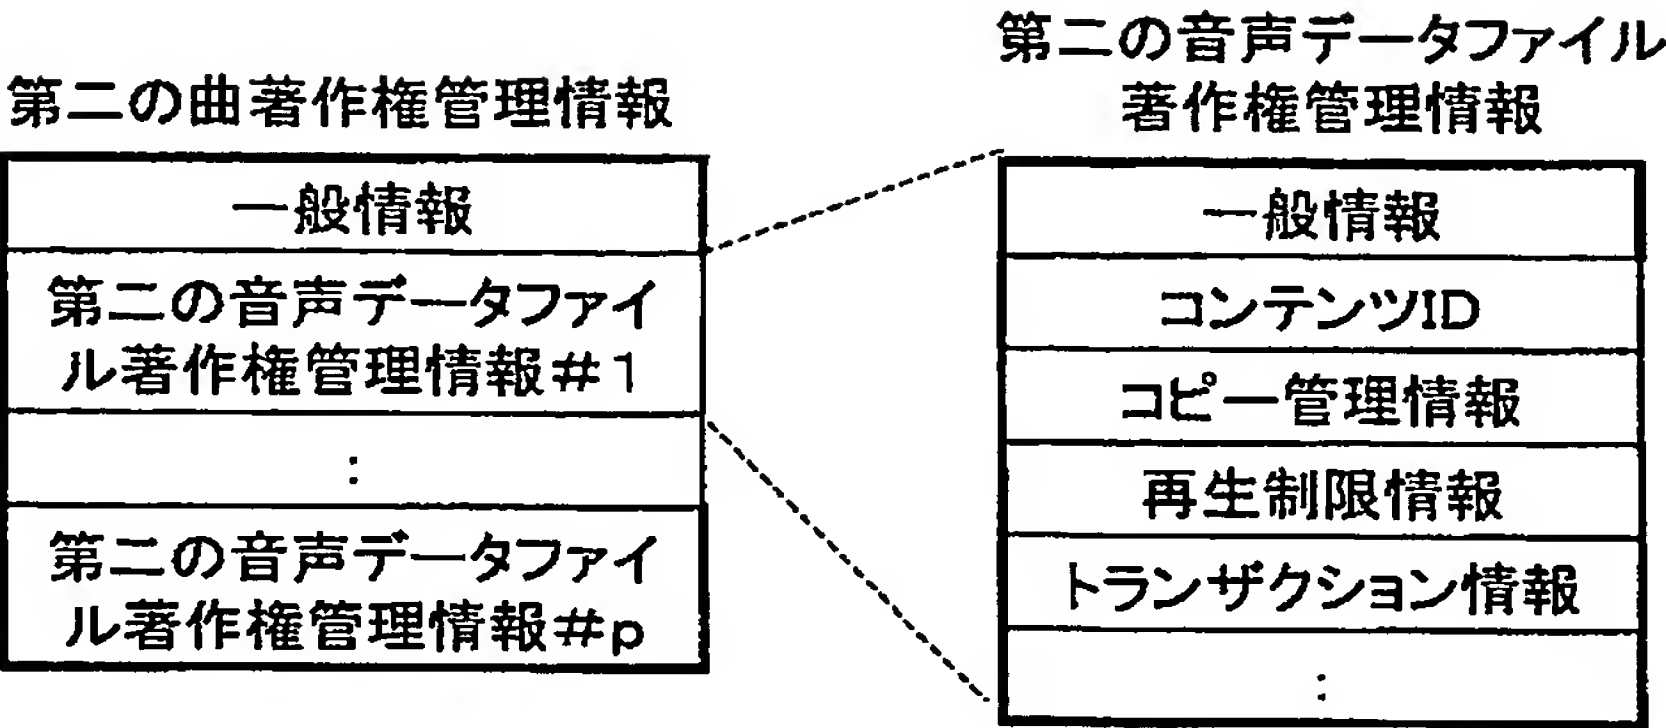 第二の曲著作権管理情報
一般情報
第二の音声データファイ
ル著作権管理情報#1
:
第二の音声データファイ
ル著作権管理情報#p
第二の音声データファイル
著作権管理情報
一般情報
コンテンツID
コピー管理情報
再生制限情報
トランザクション情報
: